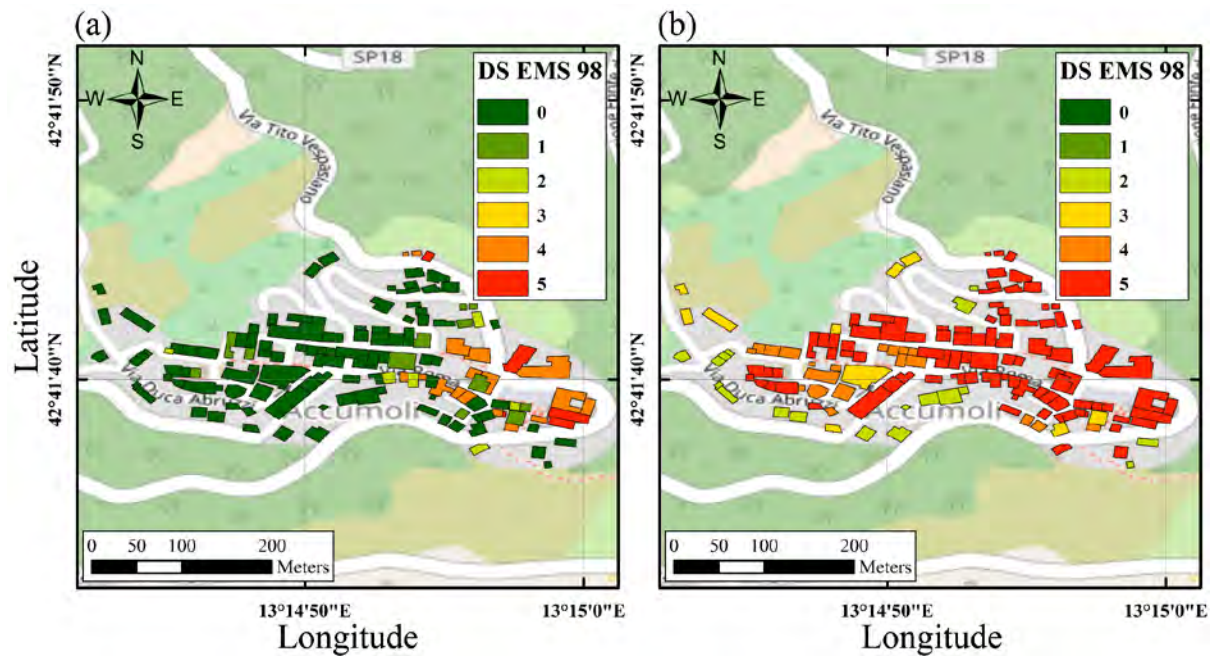 (a)
(b)
SP18
DS EMS 98
0
1
2
3
4
5
N
W E
S
Via Tito Vespasiano
Via Duca Abruzzi
Accumoli
0 50 100 200
Meters
42°41'50"N
42°41'40"N
Latitude
13°14'50"E
13°15'0"E
Longitude
SP18
DS EMS 98
0
1
2
3
4
5
N
W E
S
Via Tito Vespasiano
Via Duca Abruzzi
Accumoli
0 50 100 200
Meters
42°41'50"N
42°41'40"N
13°14'50"E
13°15'0"E
Longitude